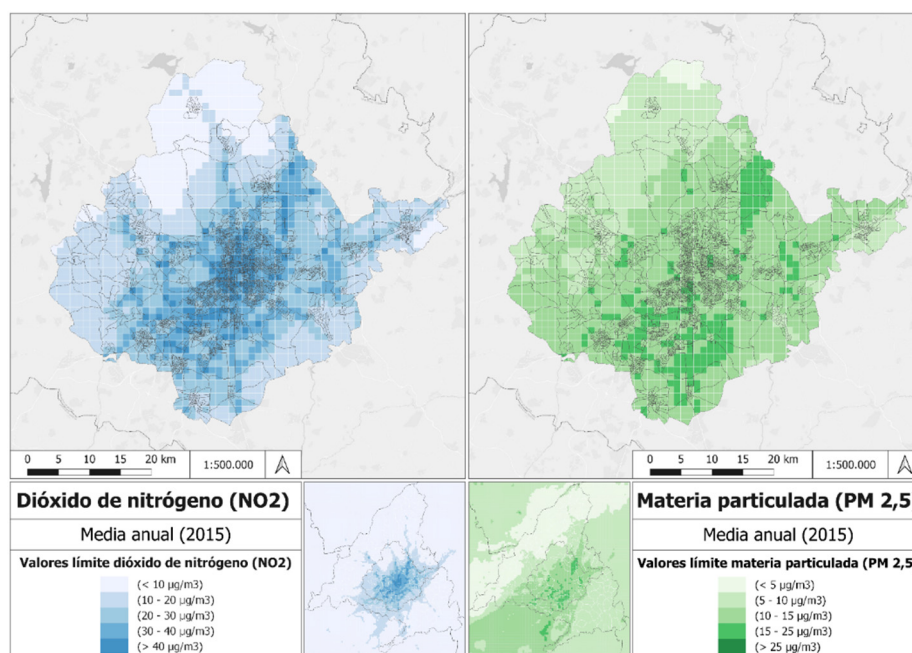 0 5 10 15 20 km
1:500.000
0 5 10 15 20 km
1:500.000
Dióxido de nitrógeno (NO2)
Media anual (2015)
Valores límite dióxido de nitrógeno (NO2)
(< 10 µg/m3)
(10 - 20 µg/m3)
(20 - 30 µg/m3)
(30 - 40 µg/m3)
(> 40 µg/m3)
Materia particulada (PM 2,5
Media anual (2015)
Valores límite materia particulada (PM 2,5
(< 5 µg/m3)
(5 - 10 µg/m3)
(10 - 15 µg/m3)
(15 - 25 µg/m3)
(> 25 µg/m3)